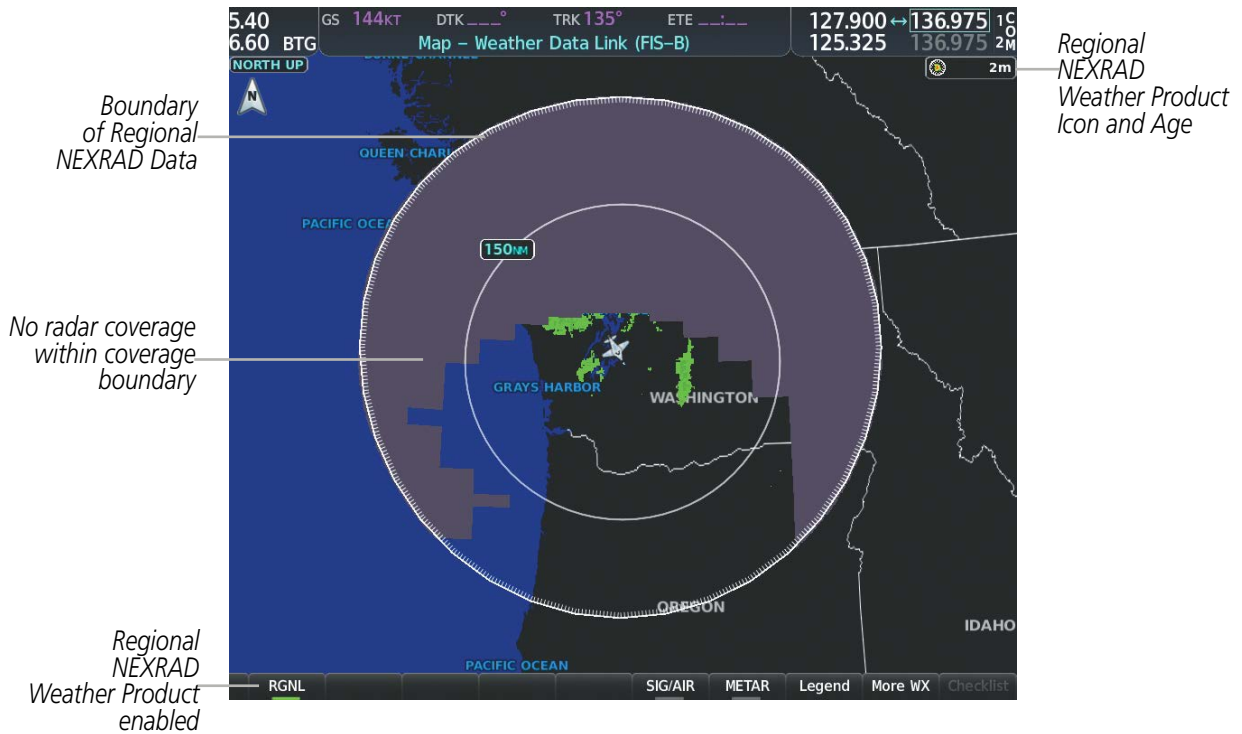 5.40 GS 144KT DTK ___° TRK 135° ETE __:__ 127.900 ↔ 136.975 1 C
O
6.60 BTG Map – Weather Data Link (FIS–B) 125.325 136.975 2 M
NORTH UP
2m
N
Regional
NEXRAD
Weather Product
Icon and Age
Boundary
of Regional
NEXRAD Data
QUEEN CHARL
PACIFIC OCEA
150NM
No radar coverage
within coverage
boundary
GRAYS HARBOR
WASHINGTON
OREGON
IDAHO
PACIFIC OCEAN
Regional
NEXRAD
Weather Product
enabled
RGNL SIG/AIR METAR Legend More WX Checklist